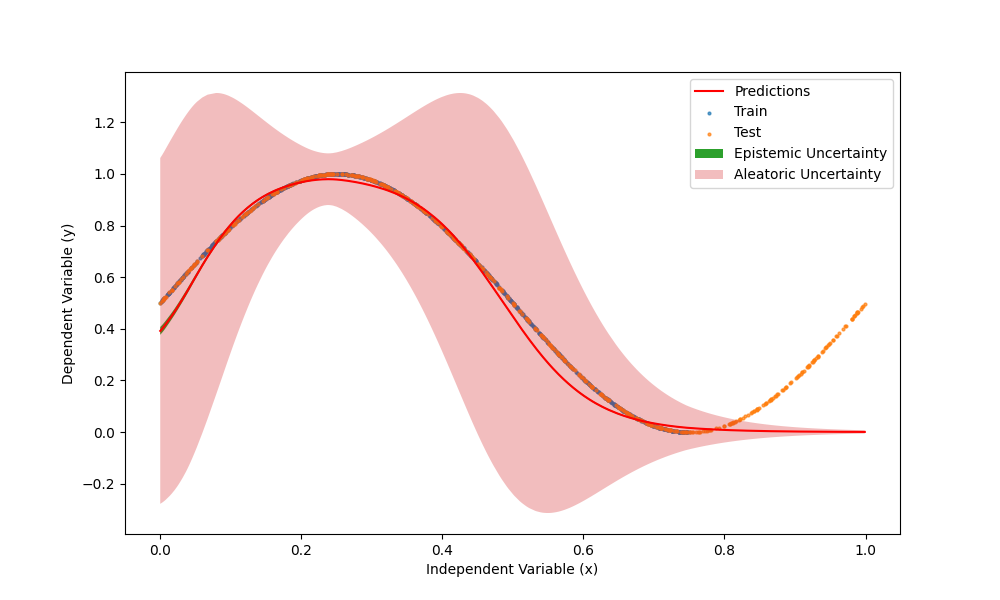 Predictions
Train
Test
Epistemic Uncertainty
Aleatoric Uncertainty
1.2
1.0
0.8
0.6
0.4
0.2
0.0
−0.2
Dependent Variable (y)
0.0 0.2 0.4 0.6 0.8 1.0
Independent Variable (x)